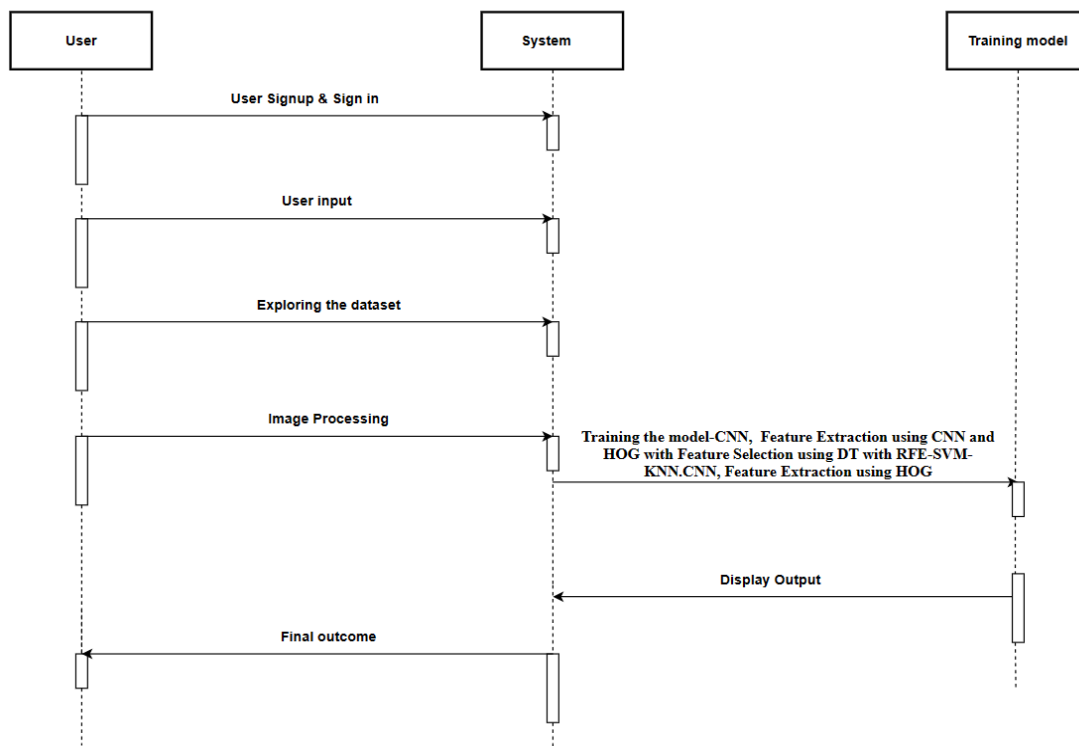 User
System
Training model
User Signup & Sign in
User input
Exploring the dataset
Image Processing
Training the model-CNN, Feature Extraction using CNN and
HOG with Feature Selection using DT with RFE-SVM-
KNN.CNN, Feature Extraction using HOG
Display Output
Final outcome